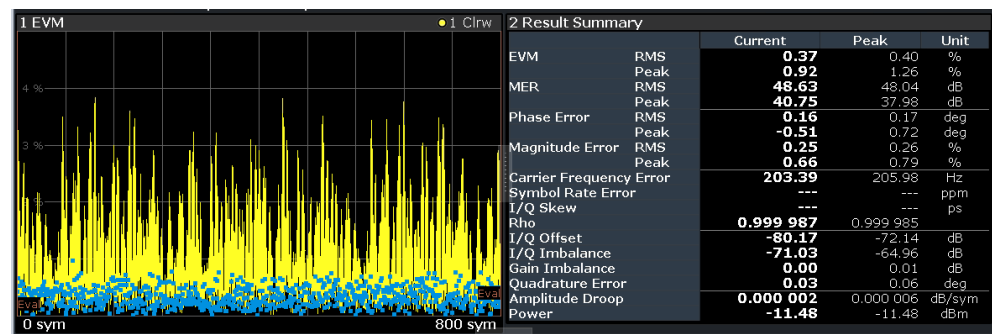 1 EVM
1 Clrw
4 %
3 %
Eval
Eval
0 sym
800 sym
2 Result Summary
Current Peak Unit
EVM RMS 0.37 0.40 %
Peak 0.92 1.26 %
MER RMS 48.63 48.04 dB
Peak 40.75 37.98 dB
Phase Error RMS 0.16 0.17 deg
Peak -0.51 0.72 deg
Magnitude Error RMS 0.25 0.26 %
Peak 0.66 0.79 %
Carrier Frequency Error 203.39 205.98 Hz
Symbol Rate Error --- --- ppm
I/Q Skew --- --- ps
Rho 0.999 987 0.999 985
I/Q Offset -80.17 -72.14 dB
I/Q Imbalance -71.03 -64.96 dB
Gain Imbalance 0.00 0.01 dB
Quadrature Error 0.03 0.06 deg
Amplitude Droop 0.000 002 0.000 006 dB/sym
Power -11.48 -11.48 dBm